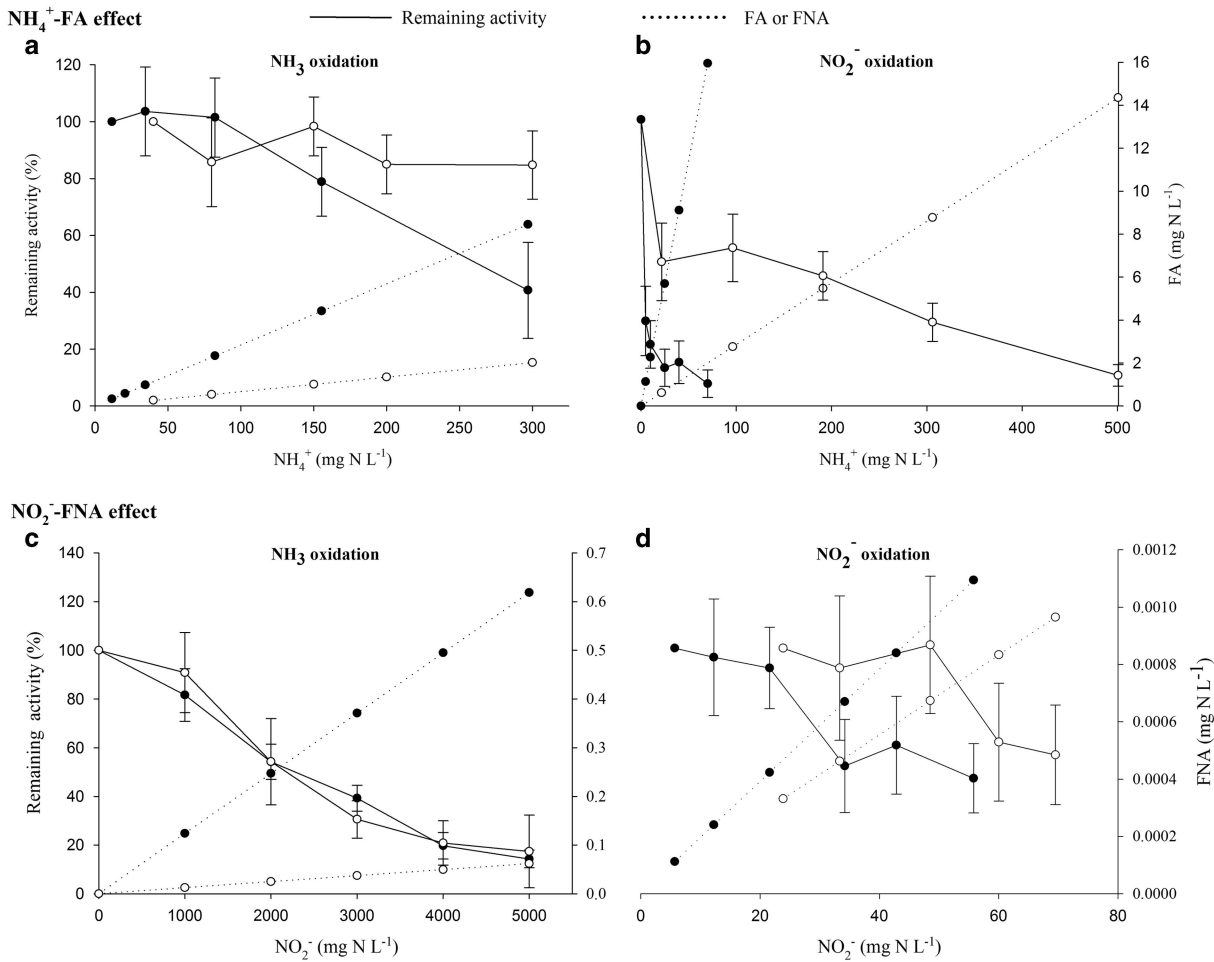 NH₄⁺-FA effect
Remaining activity
FA or FNA
a
NH₃ oxidation
Remaining activity (%)
120
100
80
60
40
20
0
0 50 100 150 200 250 300
NH₄⁺ (mg N L⁻¹)
b
NO₂⁻ oxidation
16
14
12
10
8
6
4
2
0
FA (mg N L⁻¹)
0 100 200 300 400 500
NH₄⁺ (mg N L⁻¹)
NO₂⁻-FNA effect
c
NH₃ oxidation
Remaining activity (%)
140
120
100
80
60
40
20
0
0.7
0.6
0.5
0.4
0.3
0.2
0.1
0.0
0 1000 2000 3000 4000 5000
NO₂⁻ (mg N L⁻¹)
d
NO₂⁻ oxidation
0.0012
0.0010
0.0008
0.0006
0.0004
0.0002
0.0000
FNA (mg N L⁻¹)
0 20 40 60 80
NO₂⁻ (mg N L⁻¹)